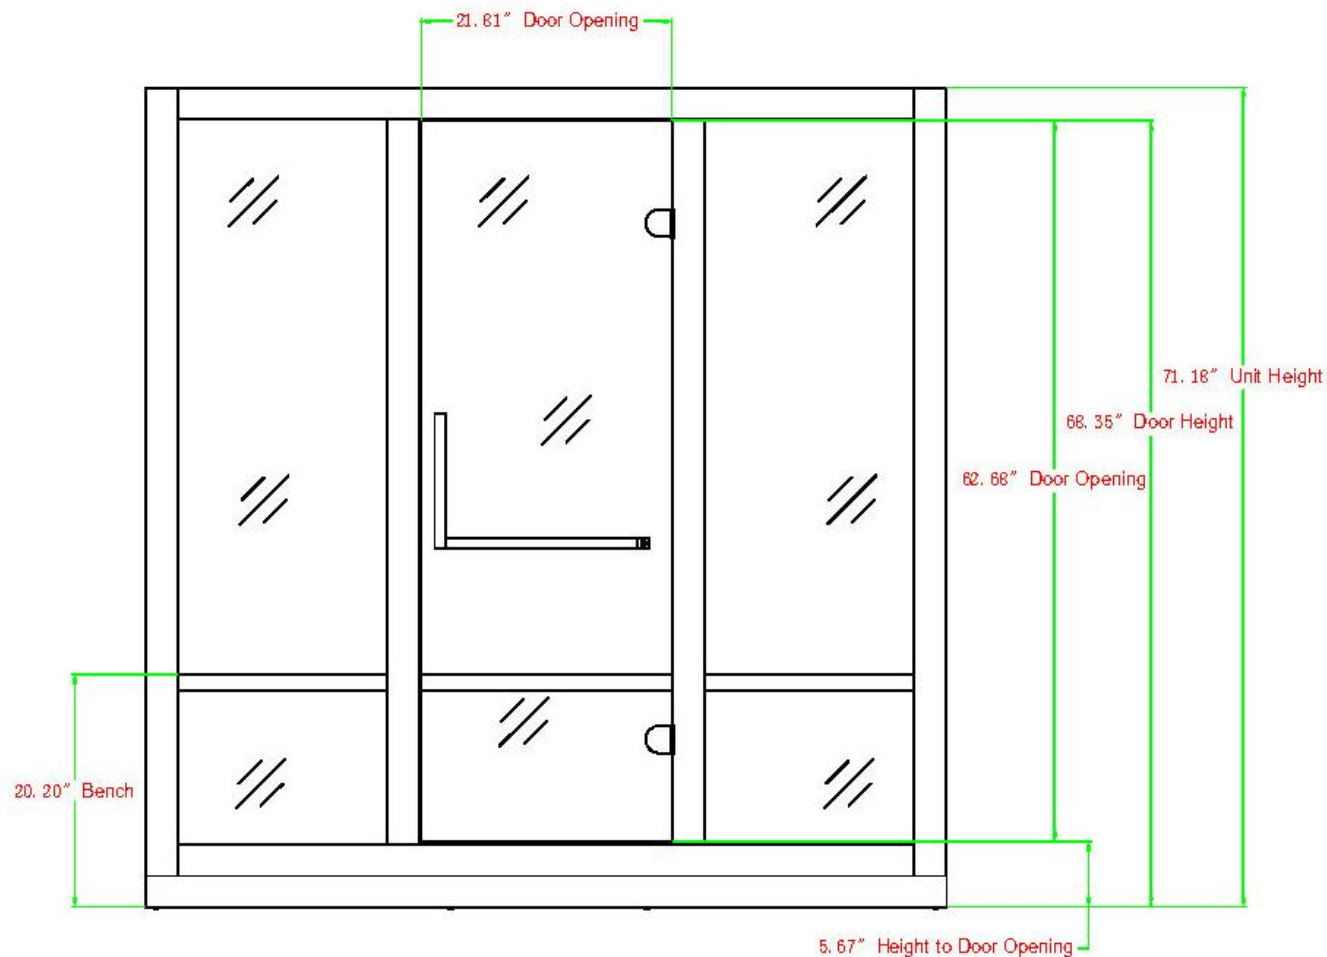 21.81" Door Opening
71.18" Unit Height
68.35" Door Height
62.68" Door Opening
20.20" Bench
5.67" Height to Door Opening